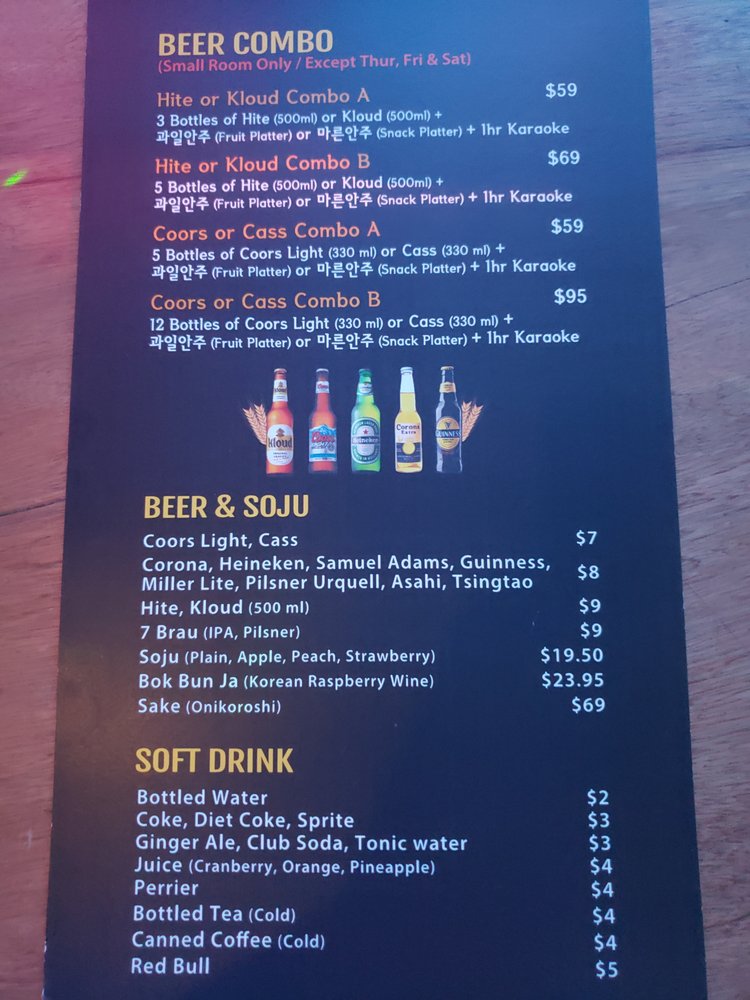 BEER COMBO
(Small Room Only / Except Thur, Fri & Sat)
Hite or Kloud Combo A $59
3 Bottles of Hite (500ml) or Kloud (500ml) +
과일안주 (Fruit Platter) or 마른안주 (Snack Platter) + 1hr Karaoke
Hite or Kloud Combo B $69
5 Bottles of Hite (500ml) or Kloud (500ml) +
과일안주 (Fruit Platter) or 마른안주 (Snack Platter) + 1hr Karaoke
Coors or Cass Combo A $59
5 Bottles of Coors Light (330 ml) or Cass (330 ml) +
과일안주 (Fruit Platter) or 마른안주 (Snack Platter) + 1hr Karaoke
Coors or Cass Combo B $95
12 Bottles of Coors Light (330 ml) or Cass (330 ml) +
과일안주 (Fruit Platter) or 마른안주 (Snack Platter) + 1hr Karaoke
Kloud Coors Heineken Corona Extra GUINNESS
BEER & SOJU
Coors Light, Cass $7
Corona, Heineken, Samuel Adams, Guinness,
Miller Lite, Pilsner Urquell, Asahi, Tsingtao $8
Hite, Kloud (500 ml) $9
7 Brau (IPA, Pilsner) $9
Soju (Plain, Apple, Peach, Strawberry) $19.50
Bok Bun Ja (Korean Raspberry Wine) $23.95
Sake (Onikoroshi) $69
SOFT DRINK
Bottled Water $2
Coke, Diet Coke, Sprite $3
Ginger Ale, Club Soda, Tonic water $3
Juice (Cranberry, Orange, Pineapple) $4
Perrier $4
Bottled Tea (Cold) $4
Canned Coffee (Cold) $4
Red Bull $5